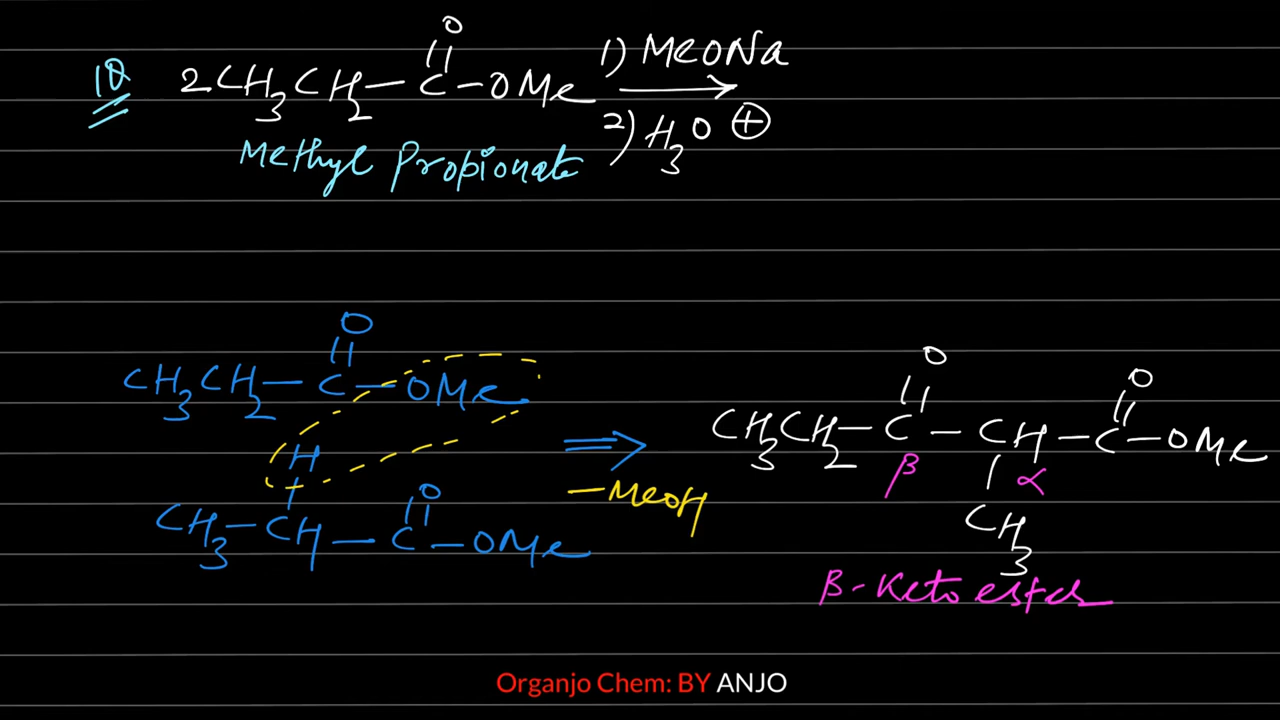 10 2CH3CH2—C(=O)—OMe 1) MeONa 2) H3O⊕ →
Methyl Propionate
CH3CH2—C(=O)—OMe
H
CH3—CH—C(=O)—OMe
⇒ —MeOH
CH3CH2—C(=O)—CH—C(=O)—OMe
β α
CH3
β-Keto ester
Organjo Chem: BY ANJO